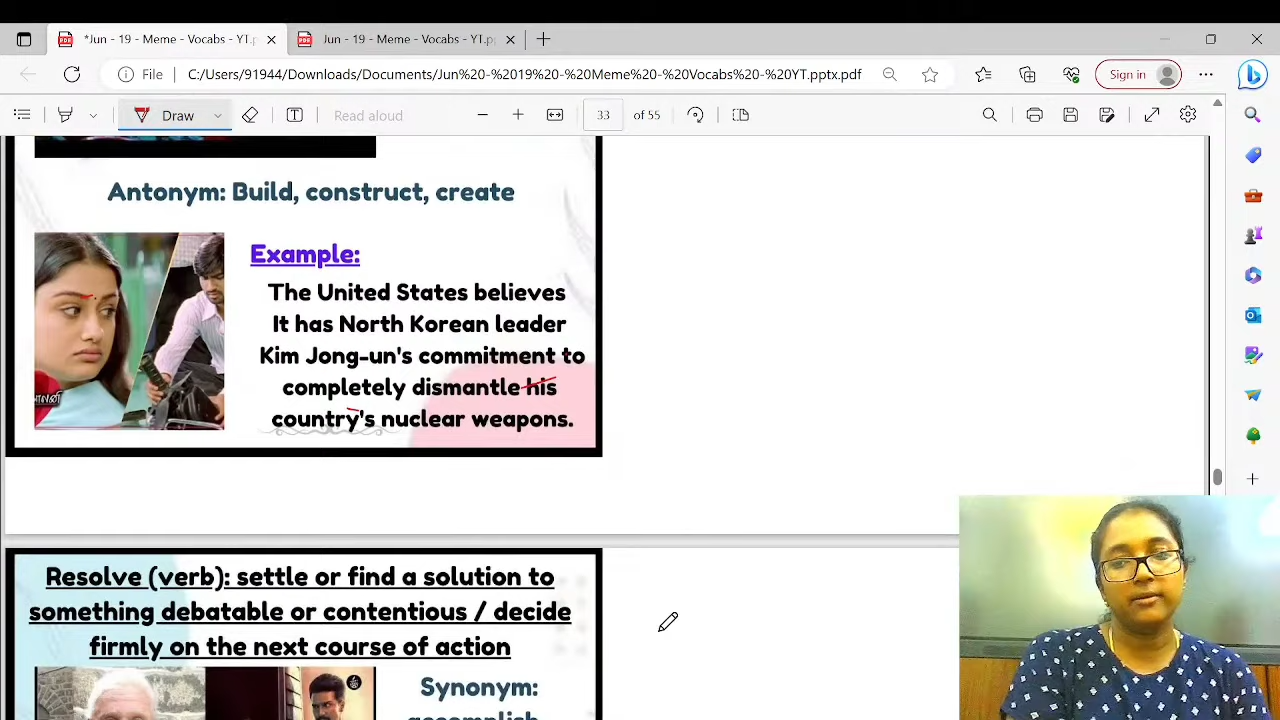 *Jun - 19 - Meme - Vocabs - YT.p
Jun - 19 - Meme - Vocabs - YT.p
File
C:/Users/91944/Downloads/Documents/Jun%20-%2019%20-%20Meme%20-%20Vocabs%20-%20YT.pptx.pdf
Sign in
Draw
Read aloud
33 of 55
Antonym: Build, construct, create
Example:
The United States believes
It has North Korean leader
Kim Jong-un's commitment to
completely dismantle his
country's nuclear weapons.
Resolve (verb): settle or find a solution to
something debatable or contentious / decide
firmly on the next course of action
Synonym:
accomplish